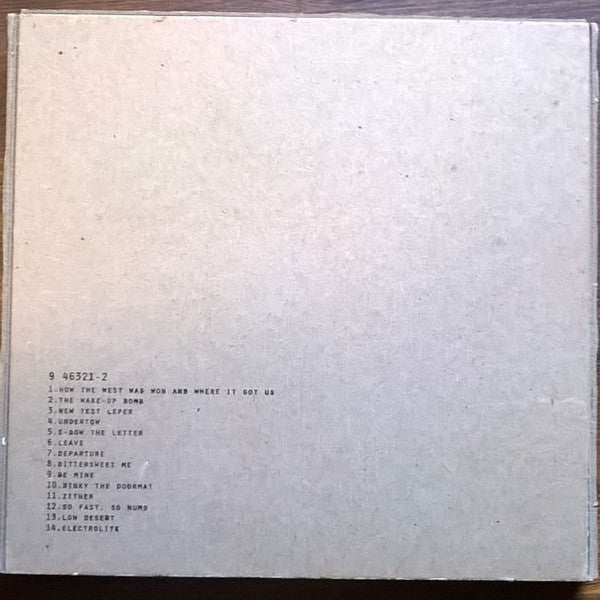 9 46321-2
1.HOW THE WEST WAS WON AND WHERE IT GOT US
2.THE WAKE-UP BOMB
3.NEW TEST LEPER
4.UNDERTOW
5.E-BOW THE LETTER
6.LEAVE
7.DEPARTURE
8.BITTERSWEET ME
9.BE MINE
10.BINKY THE DOORMAT
11.ZITHER
12.SO FAST, SO NUMB
13.LOW DESERT
14.ELECTROLITE